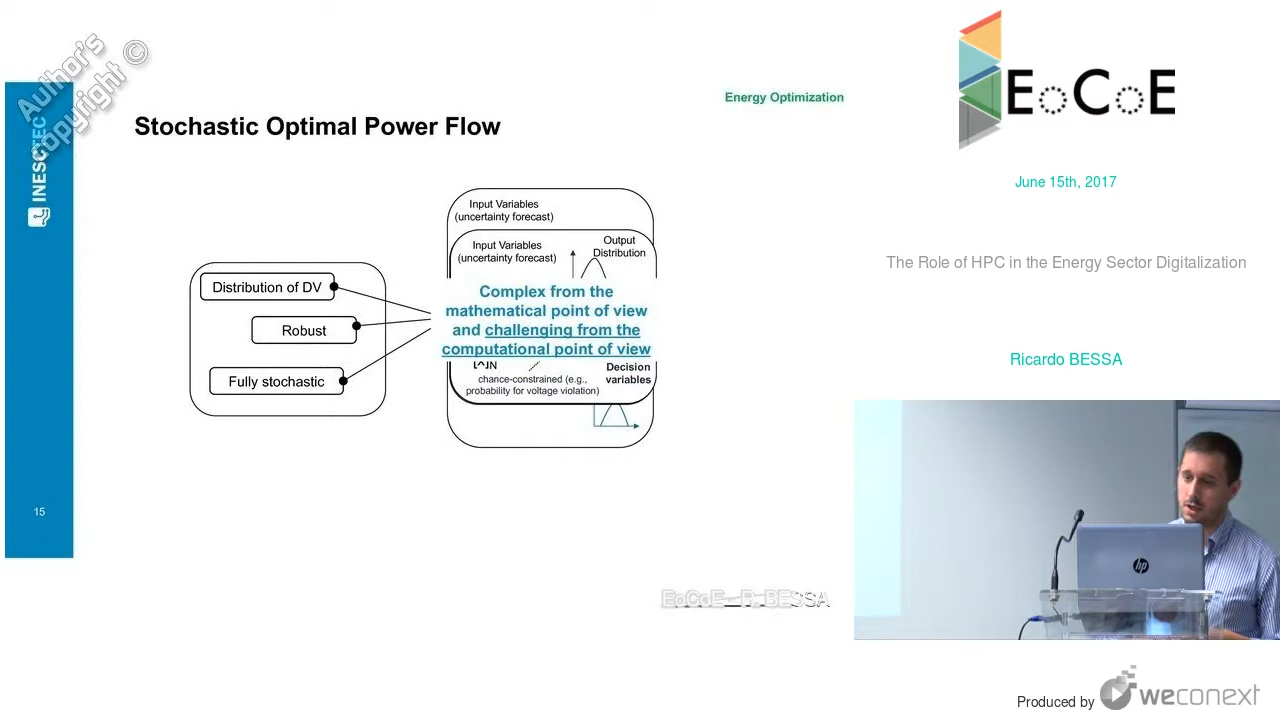 Author's
Copyright ©
INESCTEC
15
Energy Optimization
Stochastic Optimal Power Flow
Distribution of DV
Robust
Fully stochastic
Input Variables
(uncertainty forecast)
Input Variables
(uncertainty forecast)
Output
Distribution
Complex from the
mathematical point of view
and challenging from the
computational point of view
chance-constrained (e.g.,
probability for voltage violation)
Decision
variables
EoCoE - R. BESSA
EoCoE
June 15th, 2017
The Role of HPC in the Energy Sector Digitalization
Ricardo BESSA
hp
Produced by weconext